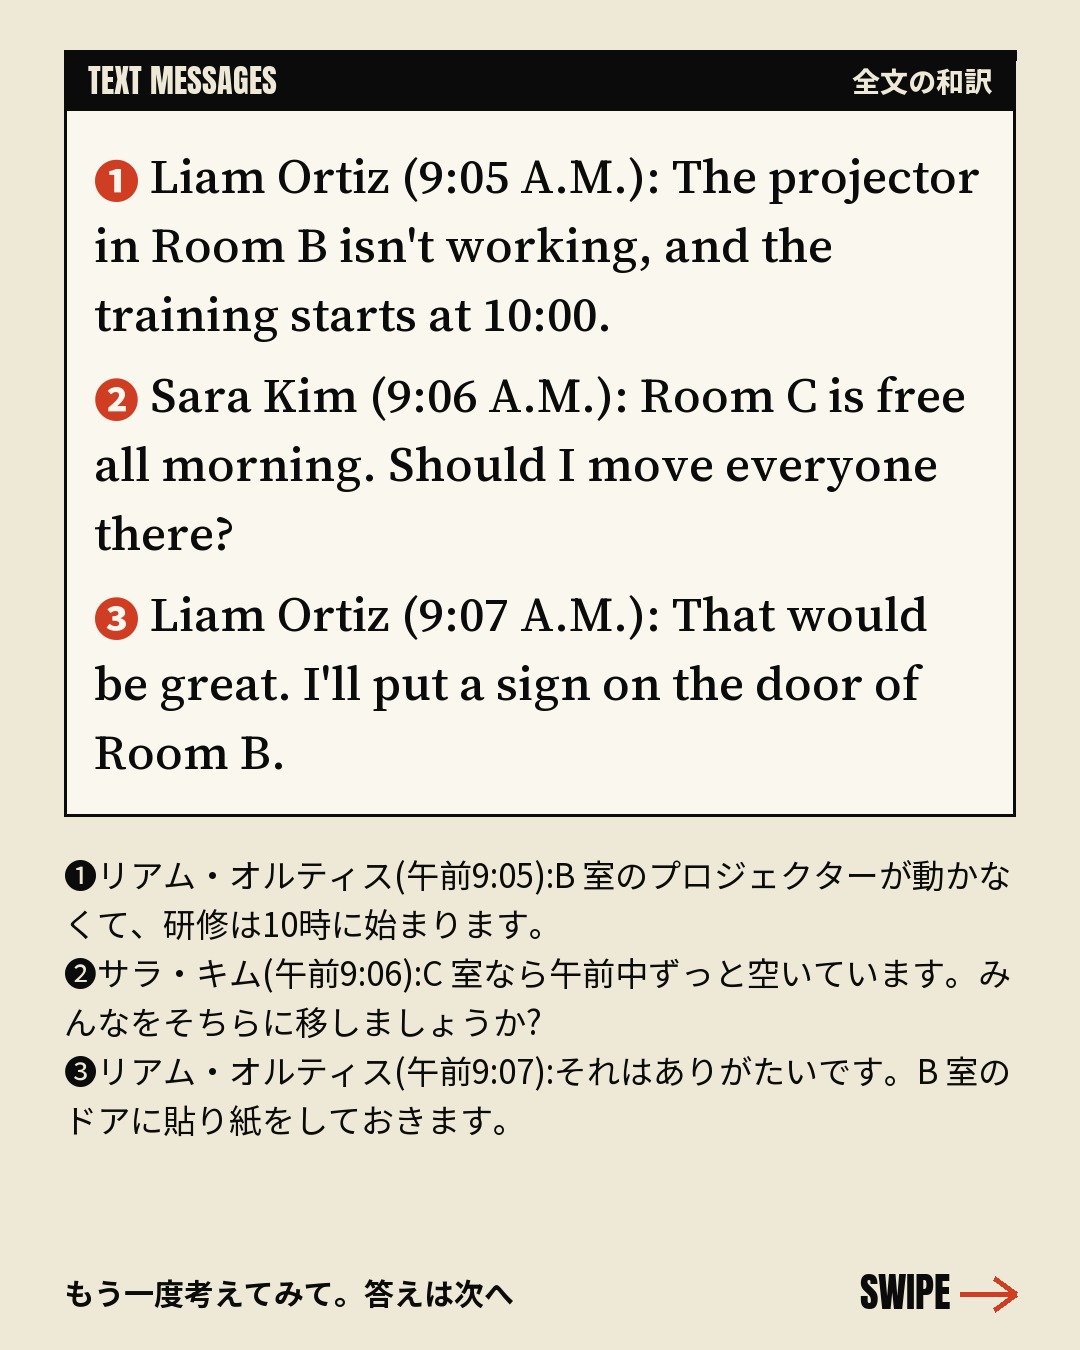 TEXT MESSAGES 全文の和訳
❶ Liam Ortiz (9:05 A.M.): The projector
in Room B isn't working, and the
training starts at 10:00.
❷ Sara Kim (9:06 A.M.): Room C is free
all morning. Should I move everyone
there?
❸ Liam Ortiz (9:07 A.M.): That would
be great. I'll put a sign on the door of
Room B.
❶リアム・オルティス(午前9:05):B 室のプロジェクターが動かな
くて、研修は10時に始まります。
❷サラ・キム(午前9:06):C 室なら午前中ずっと空いています。み
んなをそちらに移しましょうか?
❸リアム・オルティス(午前9:07):それはありがたいです。B 室の
ドアに貼り紙をしておきます。
もう一度考えてみて。答えは次へ SWIPE →